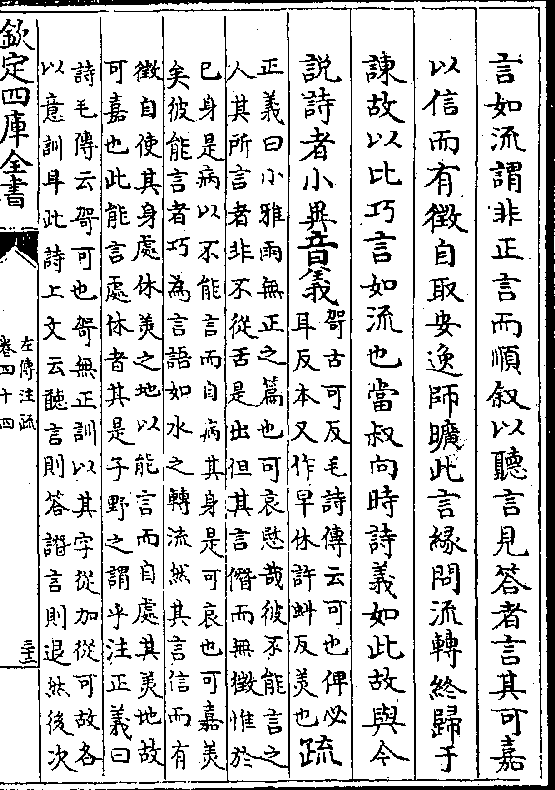 言如流謂非正言而順叙以聽言見答者言其可嘉
以信而有徵自取安逸師曠此言緣問流轉終歸于
諫故以比巧言如流也當叔向時詩義如此故與今
說詩者小異音義哿古可反毛詩傳云可也俾必
耳反本又作早休許虯反美也疏
正義曰小雅雨無正之篇也可哀愍哉彼不能言之
人其所言者非不從舌是出但其言僭而無徵惟於
己身是病以不能言而自病其身是可哀也可嘉美
矣彼能言者巧為言語如水之轉流然其言信而有
徵自使其身處休美之地以能言而自處其美地故
可嘉也此能言處休者其是子野之謂乎注正義曰
詩毛傳云哿可也哿無正訓以其字從加從可故各
以意訓耳此詩上文云聽言則答譖言則退然後次
欽定四庫全書
左傳注疏
卷四十四
三十三